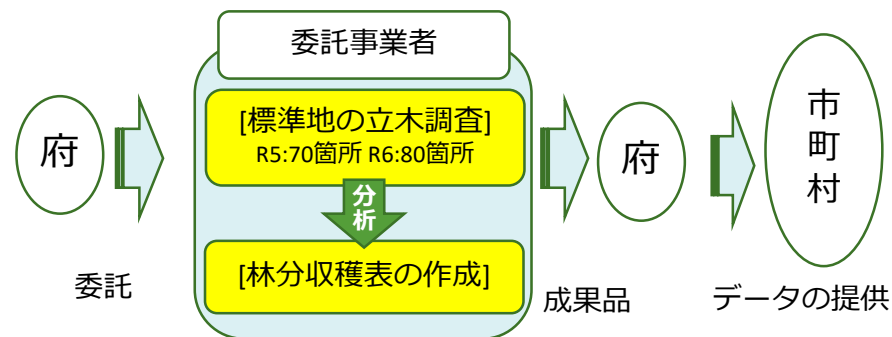 委託事業者
府
[標準地の立木調査]
R5:70箇所 R6:80箇所
分析
[林分収穫表の作成]
府
市町村
委託
成果品
データの提供